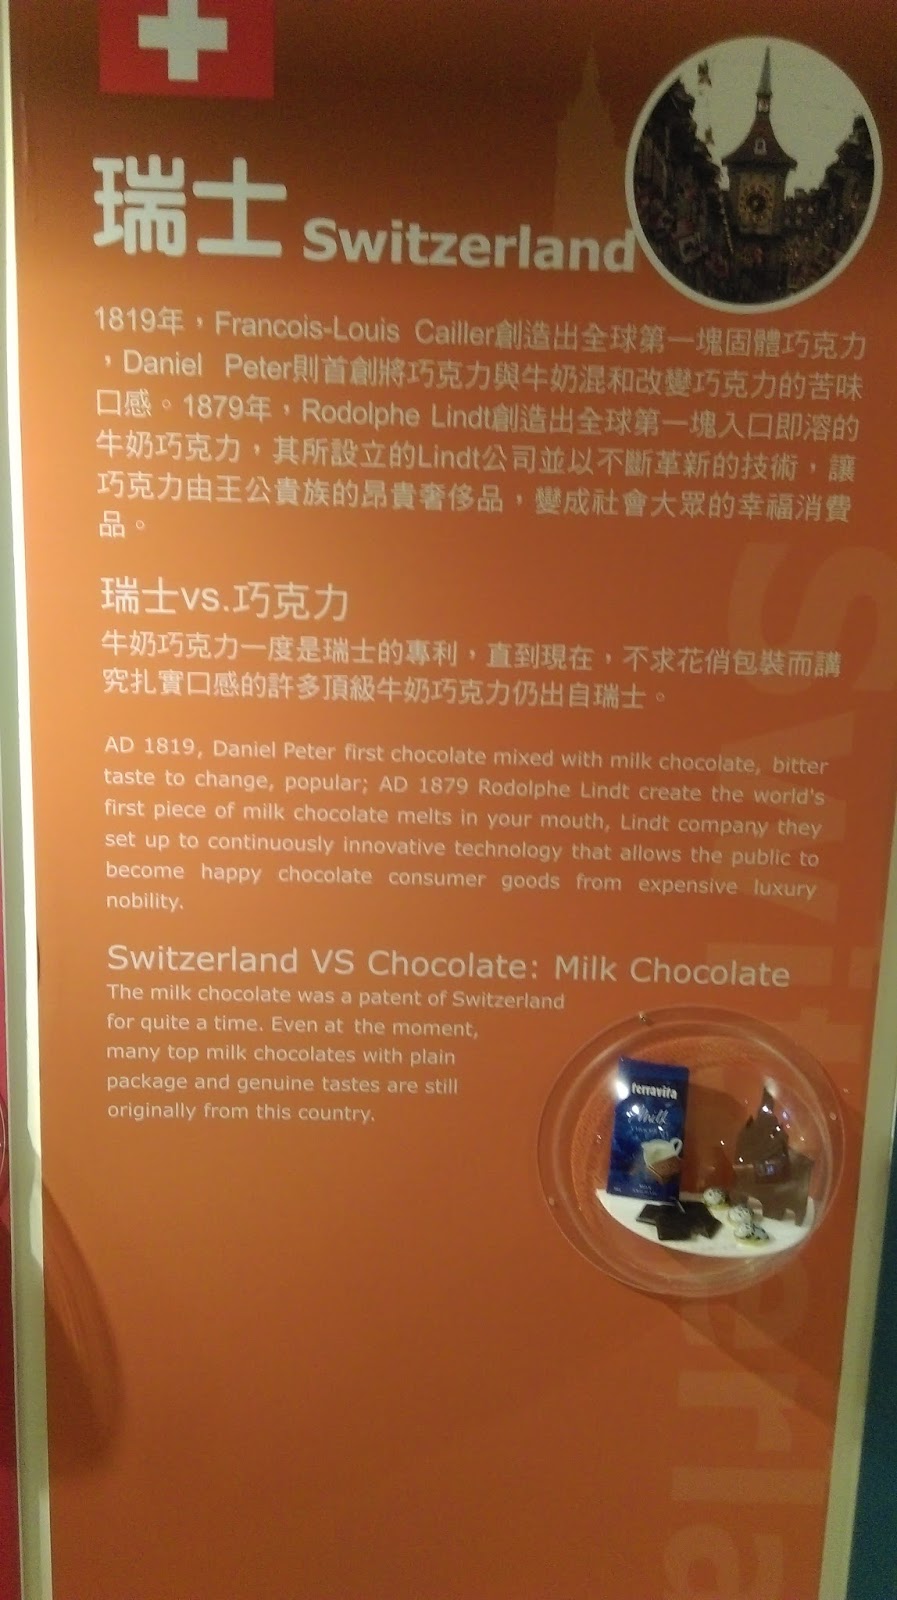 瑞士 Switzerland
1819年，Francois-Louis Cailler創造出全球第一塊固體巧克力
，Daniel Peter則首創將巧克力與牛奶混和改變巧克力的苦味
口感。1879年，Rodolphe Lindt創造出全球第一塊入口即溶的
牛奶巧克力，其所設立的Lindt公司並以不斷革新的技術，讓
巧克力由王公貴族的昂貴奢侈品，變成社會大眾的幸福消費
品。
瑞士vs.巧克力
牛奶巧克力一度是瑞士的專利，直到現在，不求花俏包裝而講
究扎實口感的許多頂級牛奶巧克力仍出自瑞士。
AD 1819, Daniel Peter first chocolate mixed with milk chocolate, bitter
taste to change, popular; AD 1879 Rodolphe Lindt create the world's
first piece of milk chocolate melts in your mouth, Lindt company they
set up to continuously innovative technology that allows the public to
become happy chocolate consumer goods from expensive luxury
nobility.
Switzerland VS Chocolate: Milk Chocolate
The milk chocolate was a patent of Switzerland
for quite a time. Even at the moment,
many top milk chocolates with plain
package and genuine tastes are still
originally from this country.
terravita
Milk
Switzerla